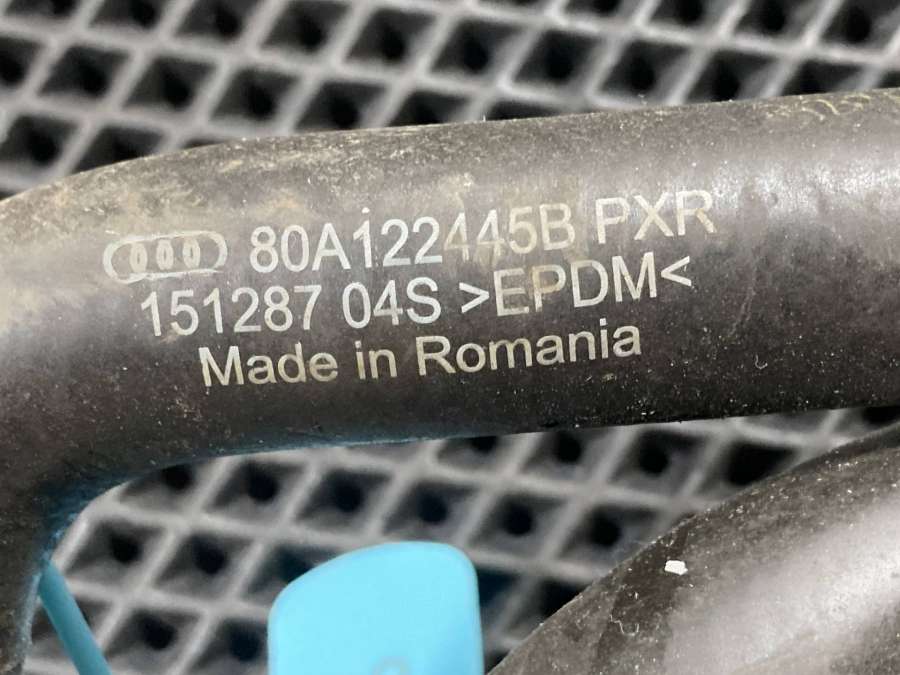 80A122445B PXR
151287 04S >EPDM<
Made in Romania